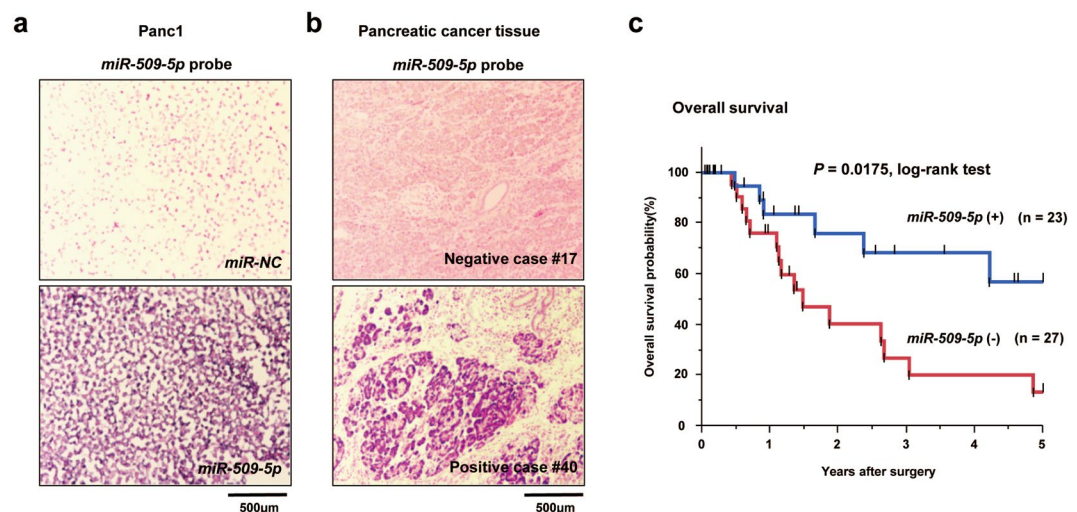 a
Panc1
miR-509-5p probe
miR-NC
miR-509-5p
500μm
b
Pancreatic cancer tissue
miR-509-5p probe
Negative case #17
Positive case #40
500μm
c
Overall survival
P = 0.0175, log-rank test
miR-509-5p (+) (n = 23)
miR-509-5p (-) (n = 27)
Overall survival probability(%)
100
80
60
40
20
0
0 1 2 3 4 5
Years after surgery